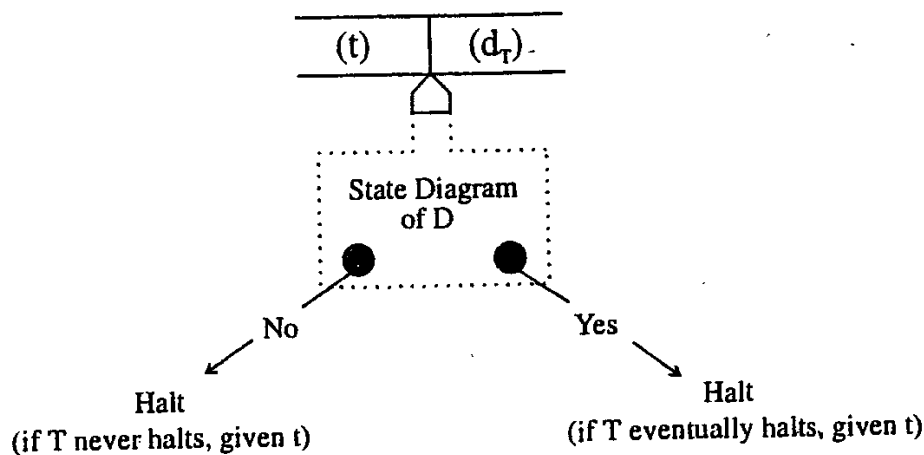 (t) (d_T)
State Diagram
of D
No Yes
Halt Halt
(if T never halts, given t) (if T eventually halts, given t)